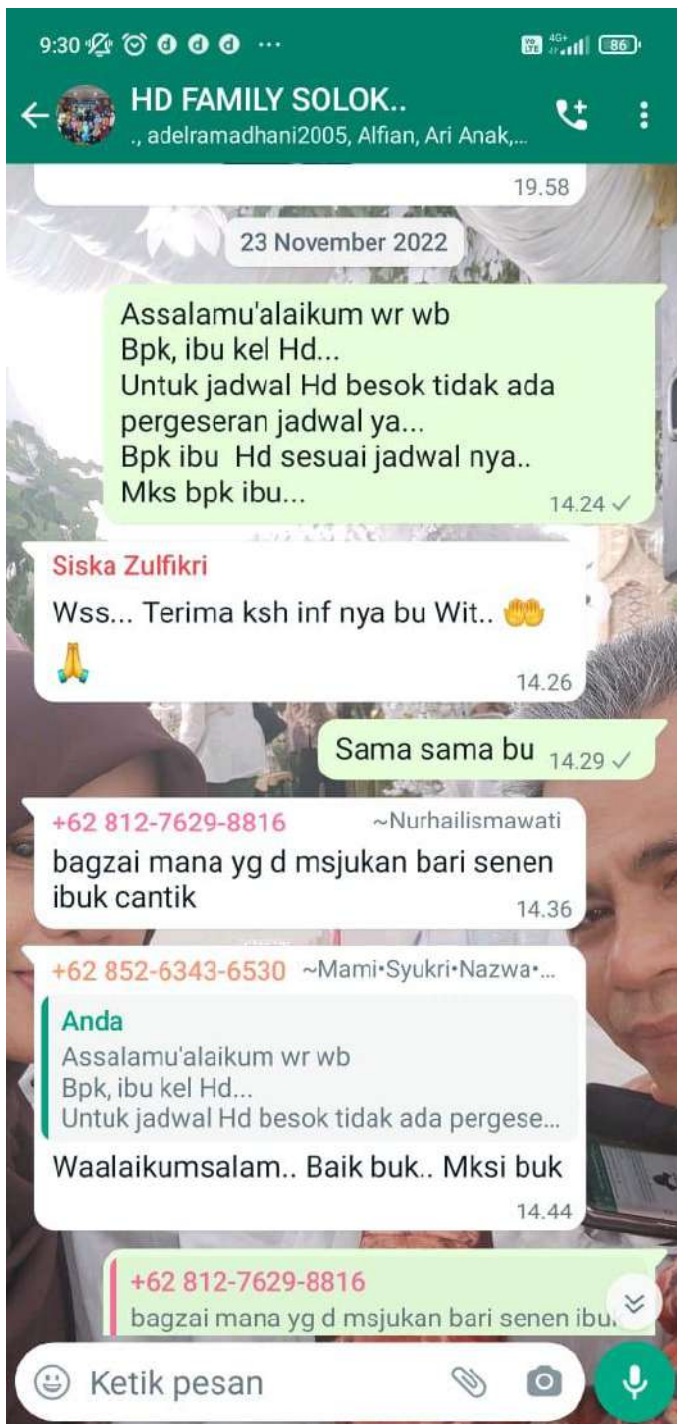 9:30
4G+
86
HD FAMILY SOLOK..
., adelramadhani2005, Alfian, Ari Anak,...
19.58
23 November 2022
Assalamu'alaikum wr wb
Bpk, ibu kel Hd...
Untuk jadwal Hd besok tidak ada
pergeseran jadwal ya...
Bpk ibu Hd sesuai jadwal nya..
Mks bpk ibu...
14.24
Siska Zulfikri
Wss... Terima ksh inf nya bu Wit.. 🤲
🙏
14.26
Sama sama bu 14.29
+62 812-7629-8816 ~Nurhailismawati
bagzai mana yg d msjukan bari senen
ibuk cantik
14.36
+62 852-6343-6530 ~Mami•Syukri•Nazwa•...
Anda
Assalamu'alaikum wr wb
Bpk, ibu kel Hd...
Untuk jadwal Hd besok tidak ada pergese...
Waalaikumsalam.. Baik buk.. Mksi buk
14.44
+62 812-7629-8816
bagzai mana yg d msjukan bari senen ibu
Ketik pesan